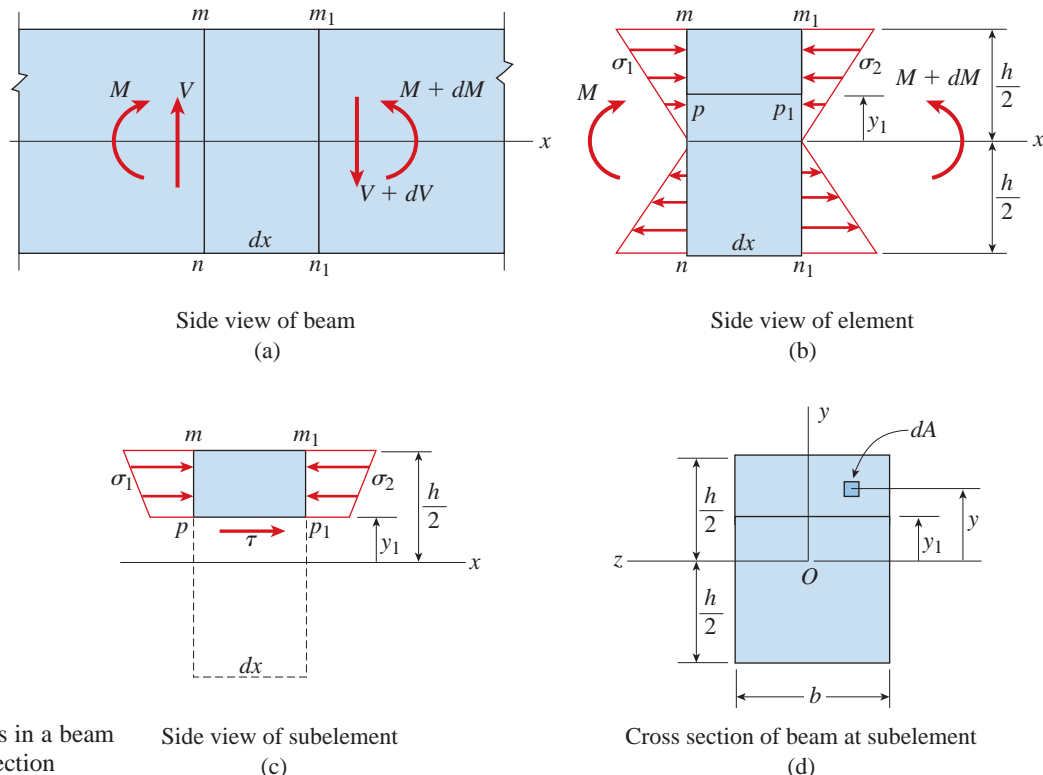 m m₁
M V M + dM
x
V + dV
dx
n n₁
Side view of beam
(a)
m m₁
σ₁ σ₂
M M + dM h/2
p p₁ y₁
x
h/2
dx
n n₁
Side view of element
(b)
m m₁
σ₁ σ₂ h/2
p τ p₁ y₁
x
dx
s in a beam
ection
Side view of subelement
(c)
y
dA
h/2 y
y₁
z O
h/2
b
Cross section of beam at subelement
(d)